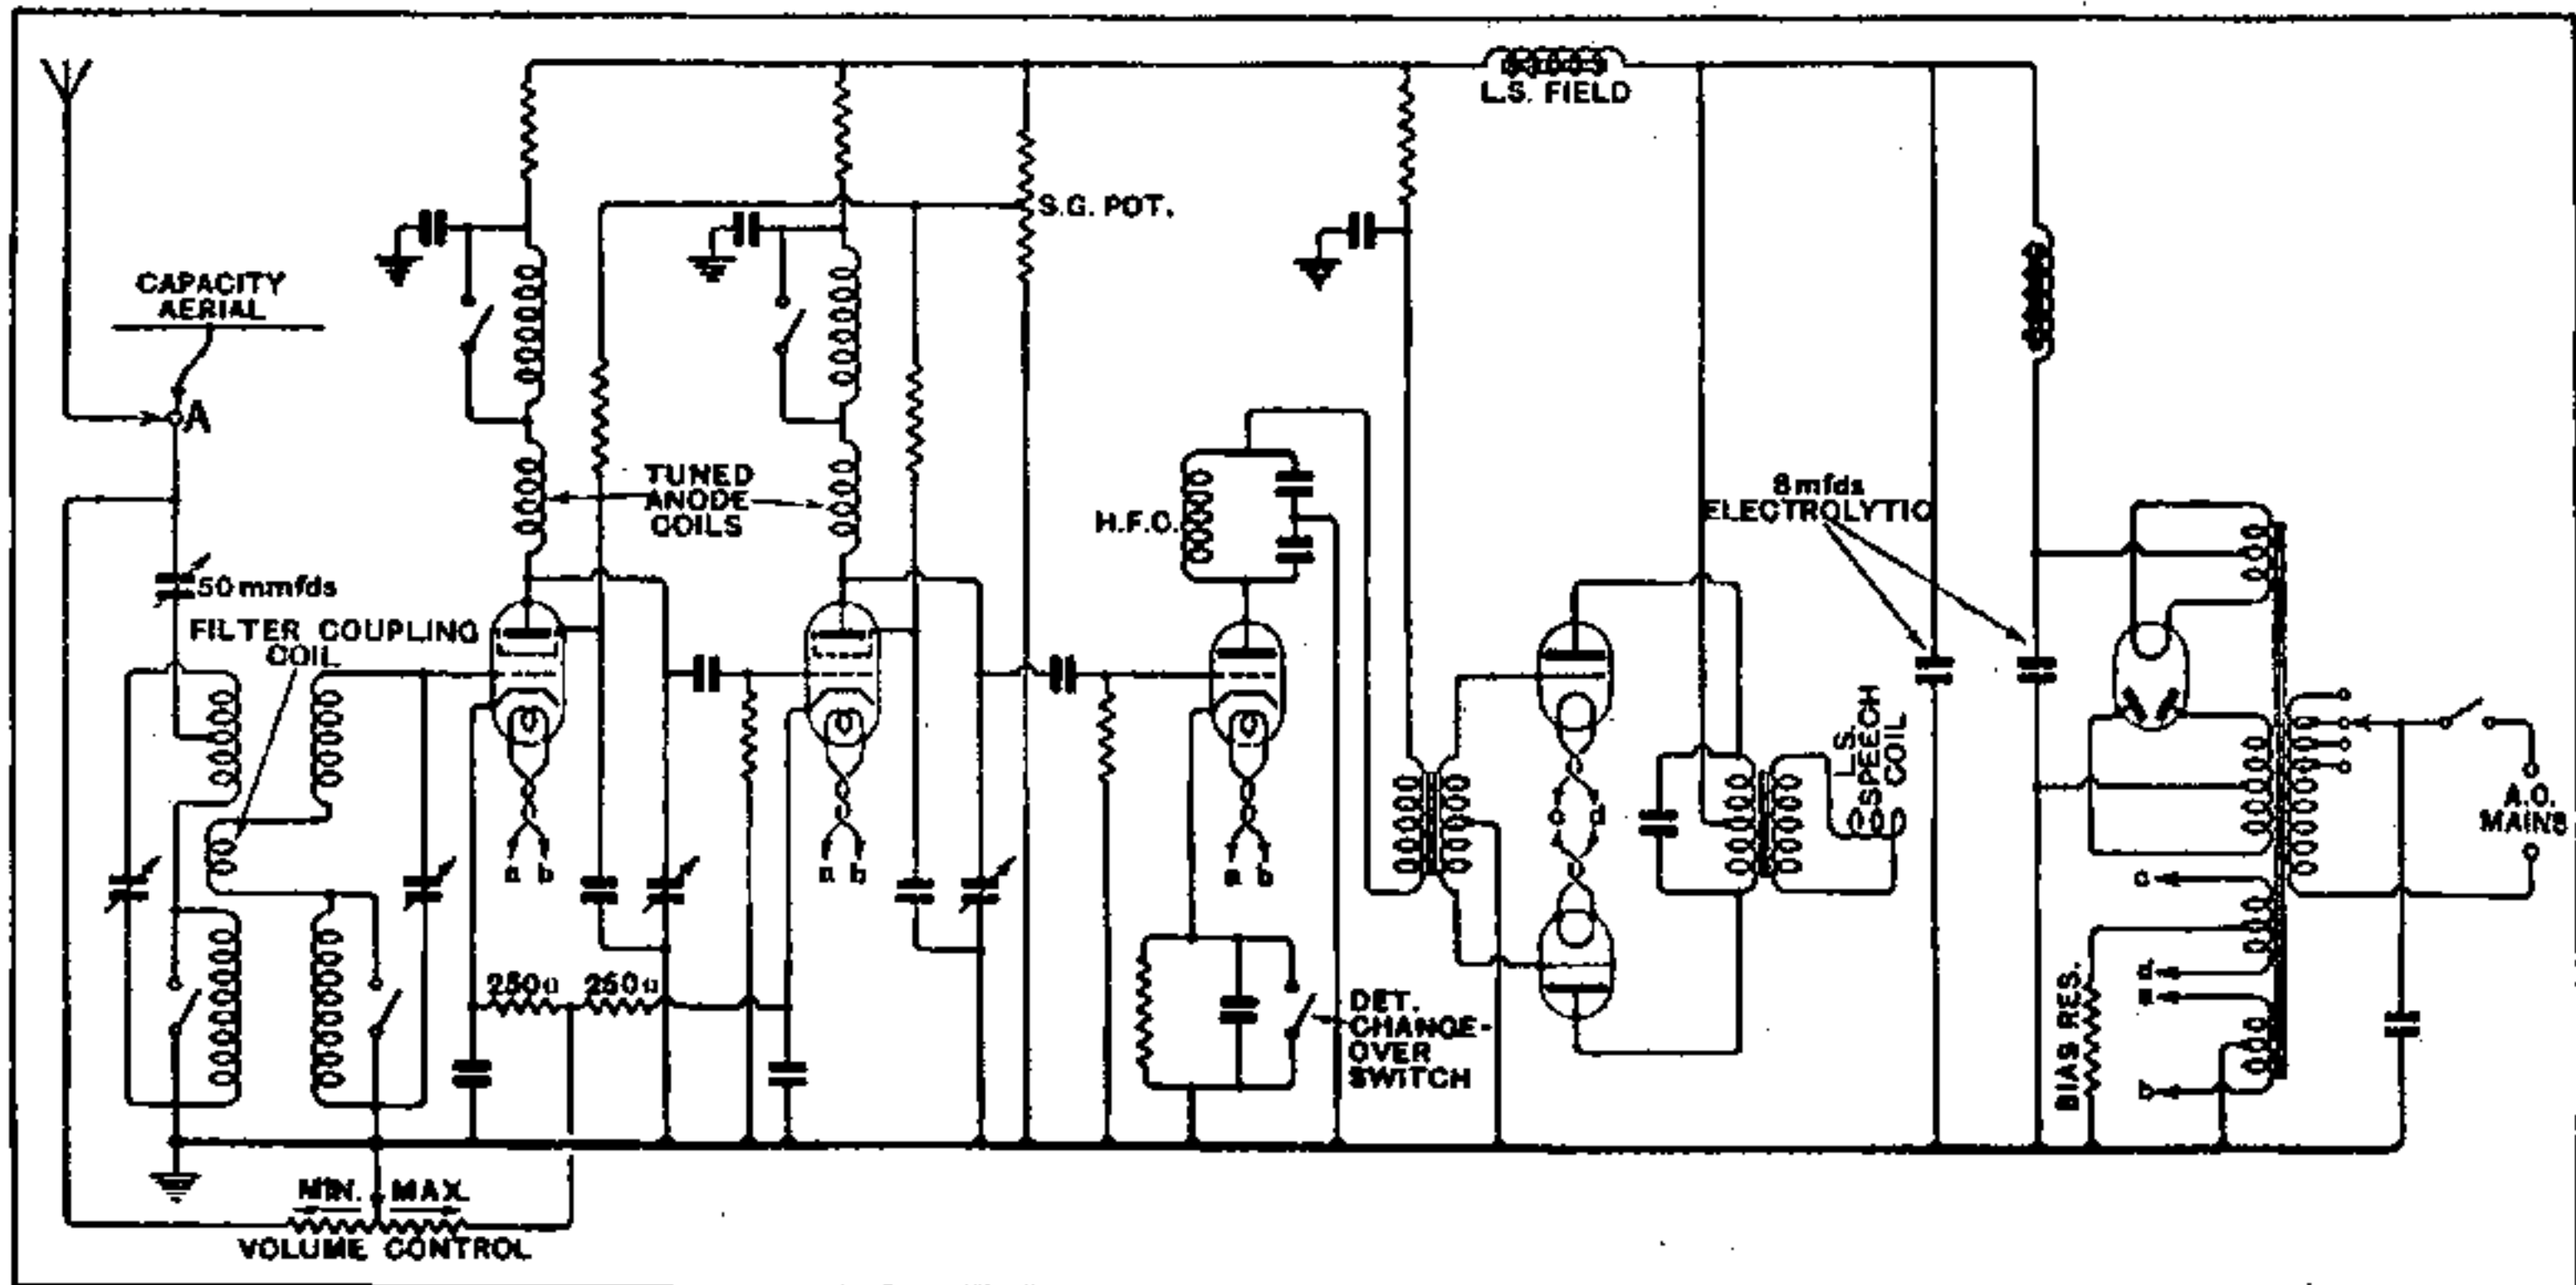 L.S. FIELD
S.G. POT.
CAPACITY
AERIAL
A
TUNED
ANODE
COILS
H.F.C.
8 mfds
ELECTROLYTIC
50 mmfds
FILTER COUPLING
COIL
L.S.
SPEECH
COIL
A.C.
MAINS
a b
a b
a b
c d
c
d
a
b
250Ω 250Ω
DET.
CHANGE-
OVER
SWITCH
BIAS RES.
MIN. MAX.
VOLUME CONTROL